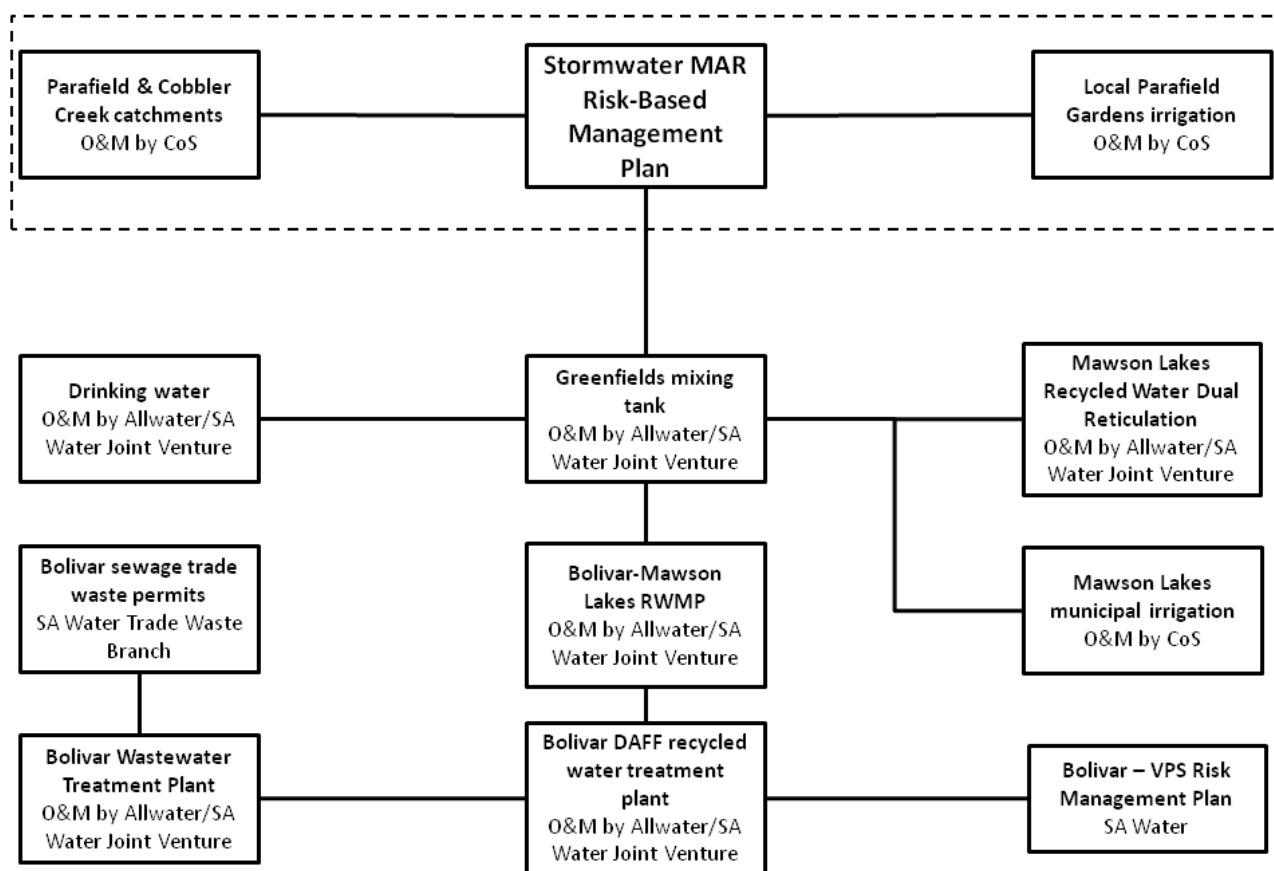 Parafield & Cobbler
Creek catchments
O&M by CoS
Stormwater MAR
Risk-Based
Management
Plan
Local Parafield
Gardens irrigation
O&M by CoS
Drinking water
O&M by Allwater/SA
Water Joint Venture
Greenfields mixing
tank
O&M by Allwater/SA
Water Joint Venture
Mawson Lakes
Recycled Water Dual
Reticulation
O&M by Allwater/SA
Water Joint Venture
Bolivar sewage trade
waste permits
SA Water Trade Waste
Branch
Bolivar-Mawson
Lakes RWMP
O&M by Allwater/SA
Water Joint Venture
Mawson Lakes
municipal irrigation
O&M by CoS
Bolivar Wastewater
Treatment Plant
O&M by Allwater/SA
Water Joint Venture
Bolivar DAFF recycled
water treatment
plant
O&M by Allwater/SA
Water Joint Venture
Bolivar – VPS Risk
Management Plan
SA Water